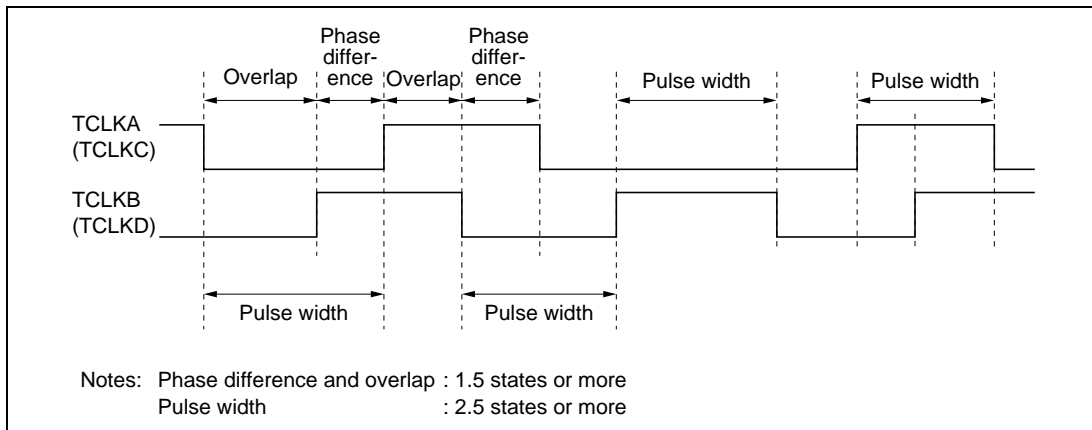 Phase
differ-
ence
Phase
differ-
ence
Overlap
Overlap
Pulse width
Pulse width
TCLKA
(TCLKC)
TCLKB
(TCLKD)
Pulse width
Pulse width
Notes: Phase difference and overlap : 1.5 states or more
Pulse width : 2.5 states or more